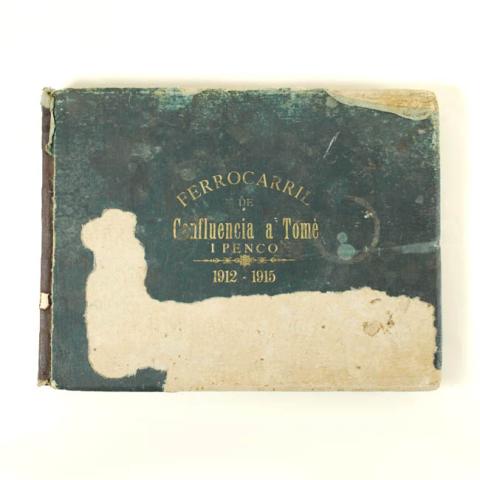 FERROCARRIL
DE
Confluencia a Tomé
I PENCO
1912 - 1915